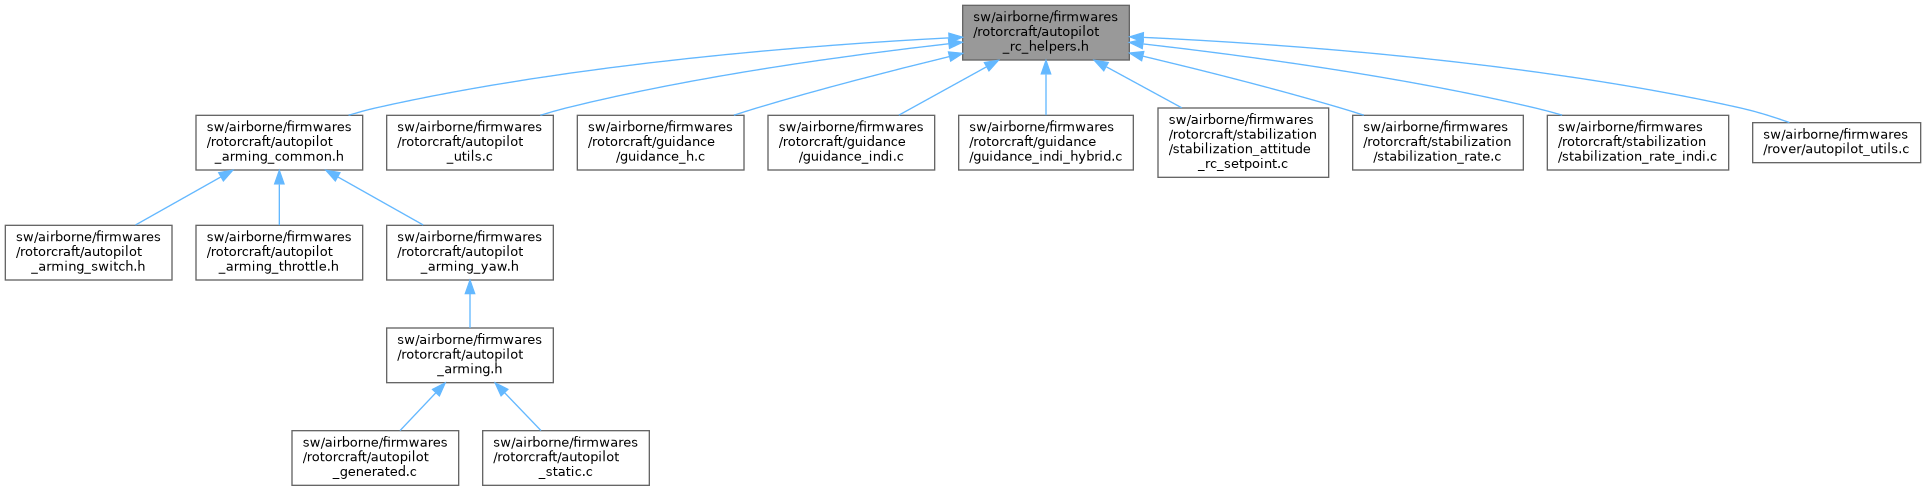 sw/airborne/firmwares
/rotorcraft/autopilot
_rc_helpers.h
sw/airborne/firmwares
/rotorcraft/autopilot
_arming_common.h
sw/airborne/firmwares
/rotorcraft/autopilot
_utils.c
sw/airborne/firmwares
/rotorcraft/guidance
/guidance_h.c
sw/airborne/firmwares
/rotorcraft/guidance
/guidance_indi.c
sw/airborne/firmwares
/rotorcraft/guidance
/guidance_indi_hybrid.c
sw/airborne/firmwares
/rotorcraft/stabilization
/stabilization_attitude
_rc_setpoint.c
sw/airborne/firmwares
/rotorcraft/stabilization
/stabilization_rate.c
sw/airborne/firmwares
/rotorcraft/stabilization
/stabilization_rate_indi.c
sw/airborne/firmwares
/rover/autopilot_utils.c
sw/airborne/firmwares
/rotorcraft/autopilot
_arming_switch.h
sw/airborne/firmwares
/rotorcraft/autopilot
_arming_throttle.h
sw/airborne/firmwares
/rotorcraft/autopilot
_arming_yaw.h
sw/airborne/firmwares
/rotorcraft/autopilot
_arming.h
sw/airborne/firmwares
/rotorcraft/autopilot
_generated.c
sw/airborne/firmwares
/rotorcraft/autopilot
_static.c